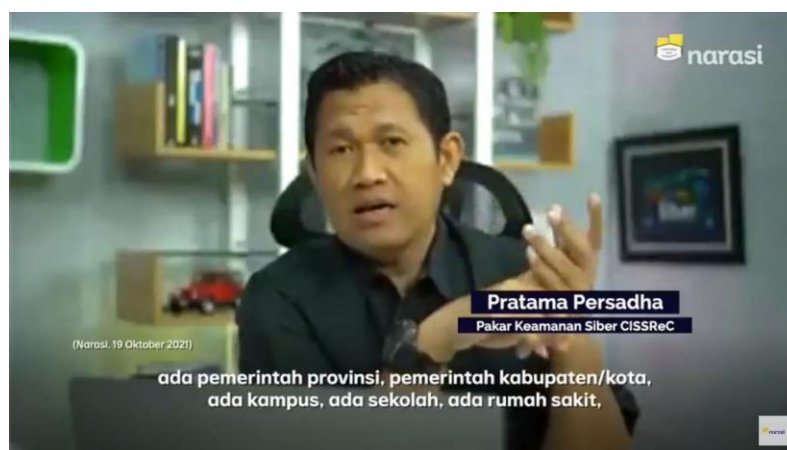 narasi
Pratama Persadha
Pakar Keamanan Siber CISSReC
(Narasi, 19 Oktober 2021)
ada pemerintah provinsi, pemerintah kabupaten/kota,
ada kampus, ada sekolah, ada rumah sakit,
narasi